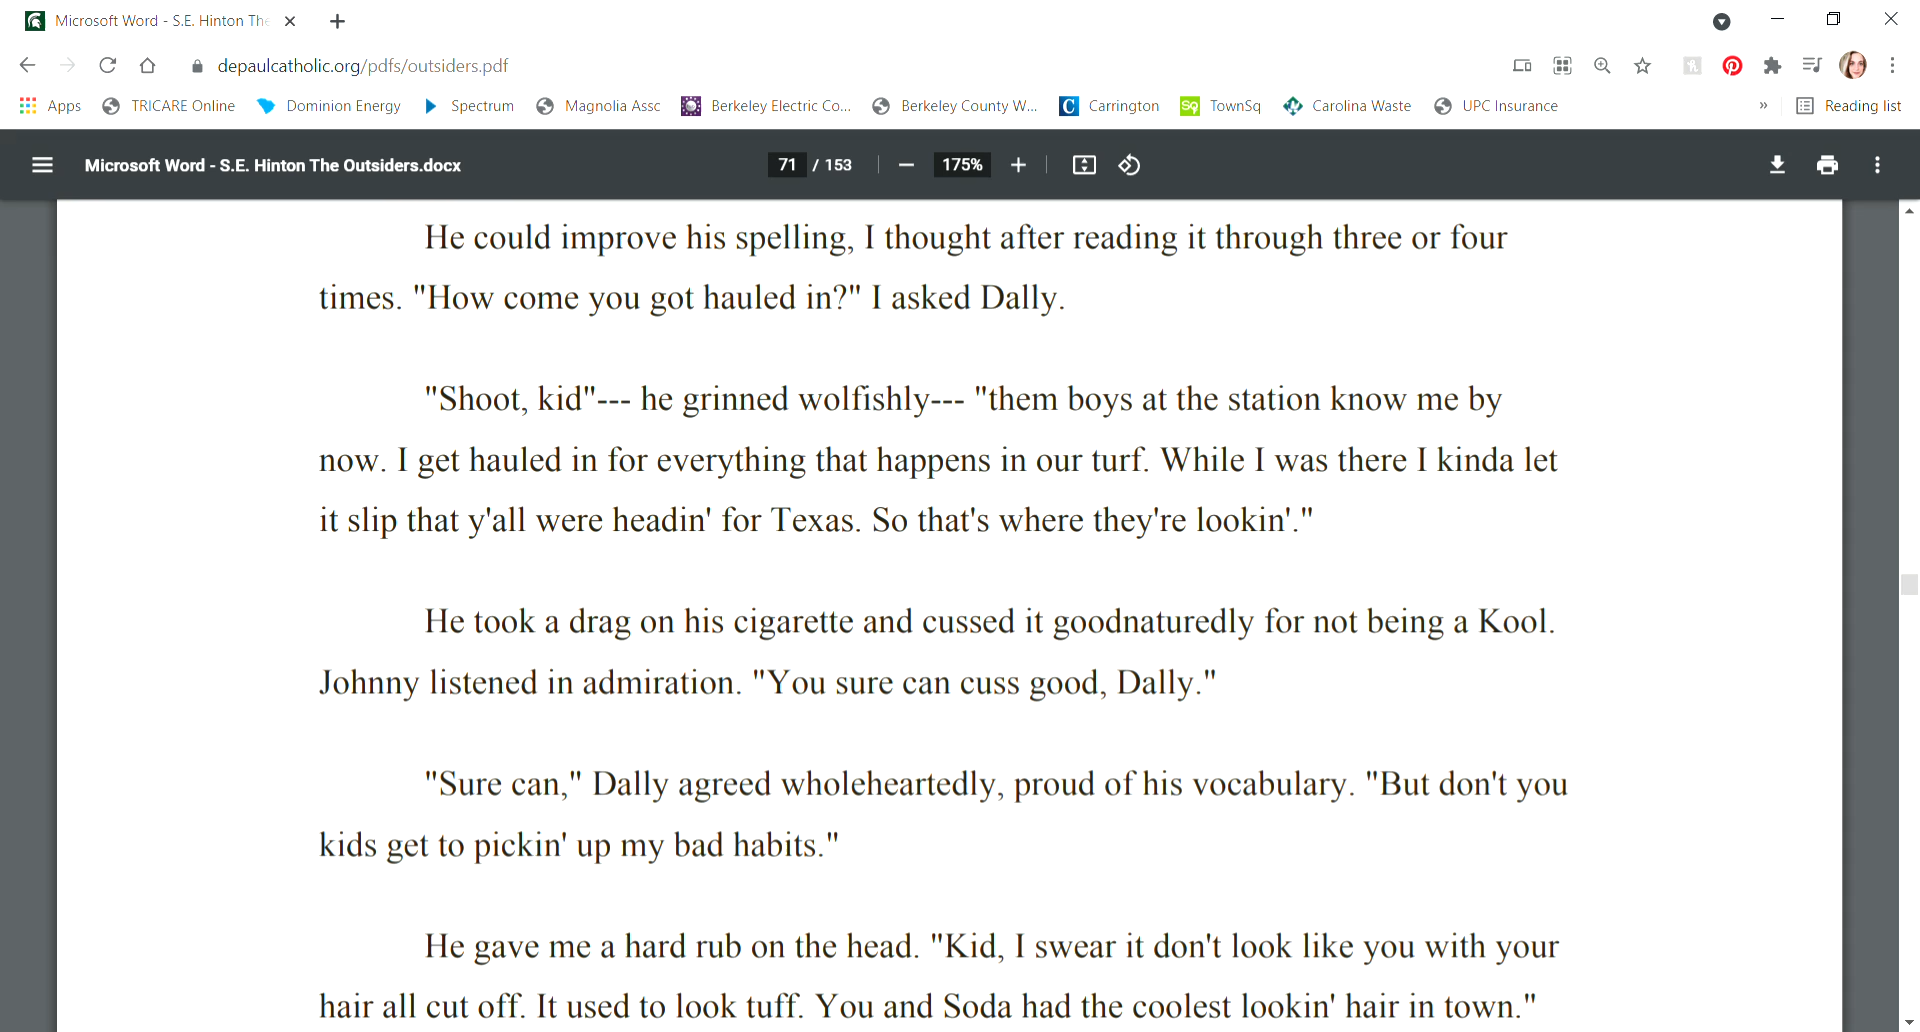 Microsoft Word - S.E. Hinton The
depaulcatholic.org/pdfs/outsiders.pdf
Apps TRICARE Online Dominion Energy Spectrum Magnolia Assc Berkeley Electric Co... Berkeley County W... C Carrington Sq TownSq Carolina Waste UPC Insurance » Reading list
Microsoft Word - S.E. Hinton The Outsiders.docx 71 / 153 175%
He could improve his spelling, I thought after reading it through three or four
times. "How come you got hauled in?" I asked Dally.
"Shoot, kid"--- he grinned wolfishly--- "them boys at the station know me by
now. I get hauled in for everything that happens in our turf. While I was there I kinda let
it slip that y'all were headin' for Texas. So that's where they're lookin'."
He took a drag on his cigarette and cussed it goodnaturedly for not being a Kool.
Johnny listened in admiration. "You sure can cuss good, Dally."
"Sure can," Dally agreed wholeheartedly, proud of his vocabulary. "But don't you
kids get to pickin' up my bad habits."
He gave me a hard rub on the head. "Kid, I swear it don't look like you with your
hair all cut off. It used to look tuff. You and Soda had the coolest lookin' hair in town."